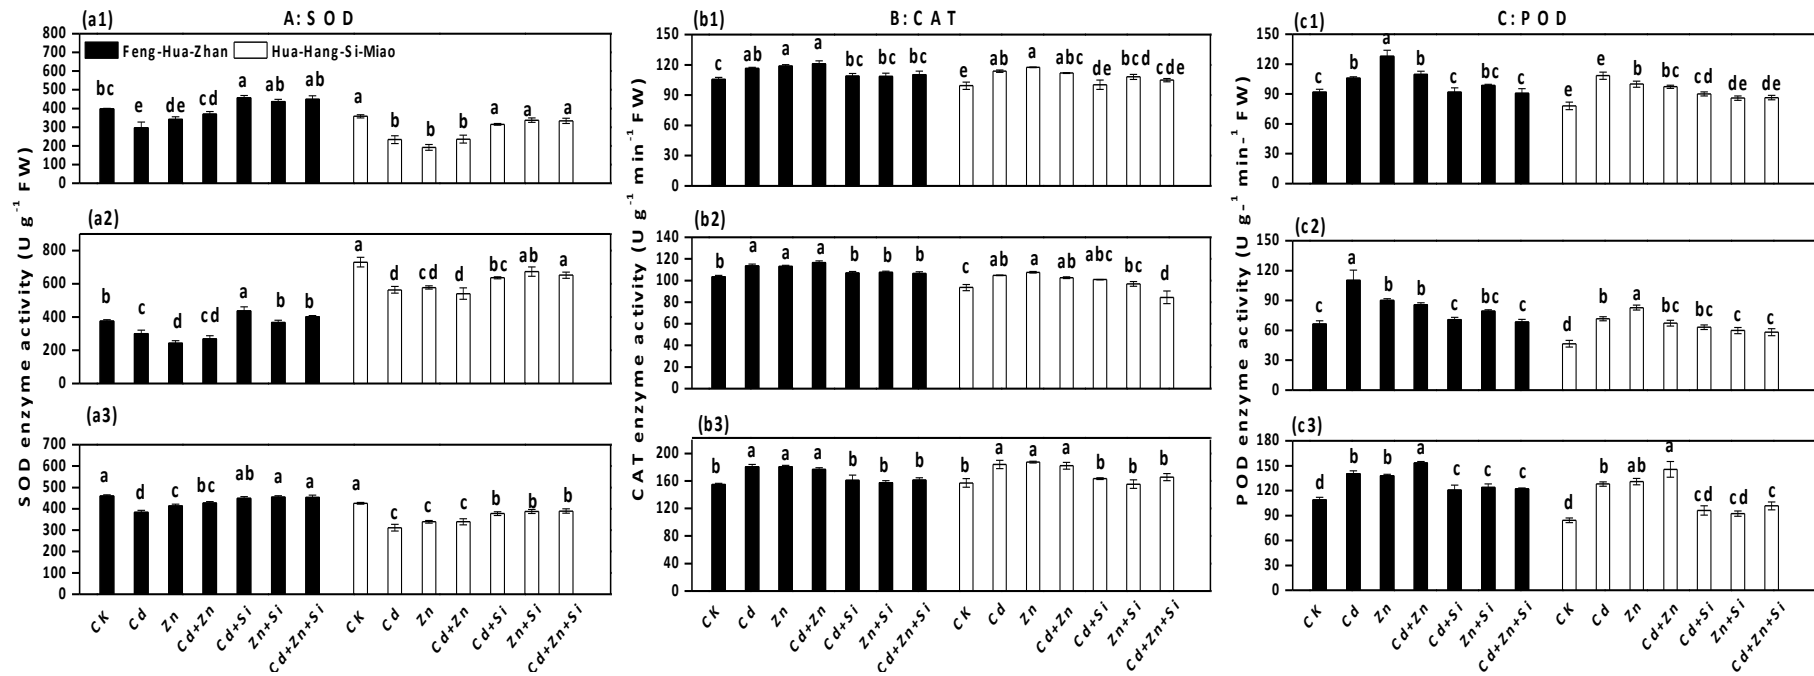 (a1) A: S O D
SOD enzyme activity (U g⁻¹ FW)
Feng-Hua-Zhan Hua-Hang-Si-Miao
800
700
600
500
400
300
200
100
0
bc e de cd a ab ab a b b b a a a
(a2)
800
600
400
200
0
b c d cd a b b a d cd d bc ab a
(a3)
700
600
500
400
300
200
100
0
a d c bc ab a a a c c c b b b
CK Cd Zn Cd+Zn Cd+Si Zn+Si Cd+Zn+Si CK Cd Zn Cd+Zn Cd+Si Zn+Si Cd+Zn+Si
(b1) B: C A T
CAT enzyme activity (U g⁻¹ min⁻¹ FW)
150
120
90
60
30
0
c ab a a bc bc bc e ab a abc de bcd cde
(b2)
140
120
100
80
60
40
20
0
b a a a b b b c ab a ab abc bc d
(b3)
200
160
120
80
40
0
b a a a b b b b a a a b b b
CK Cd Zn Cd+Zn Cd+Si Zn+Si Cd+Zn+Si CK Cd Zn Cd+Zn Cd+Si Zn+Si Cd+Zn+Si
(c1) C: P O D
POD enzyme activity (U g-¹ min-¹ FW)
150
120
90
60
30
0
c b a b c bc c e e b bc cd de de
(c2)
150
120
90
60
30
0
c a b b c bc c d b a bc bc c c
(c3)
180
150
120
90
60
30
0
d b b a c c c d b ab a cd cd c
CK Cd Zn Cd+Zn Cd+Si Zn+Si Cd+Zn+Si CK Cd Zn Cd+Zn Cd+Si Zn+Si Cd+Zn+Si